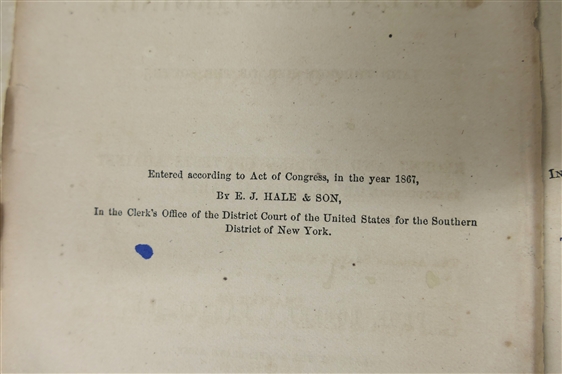 Entered according to Act of Congress, in the year 1867,
By E. J. HALE & SON,
In the Clerk's Office of the District Court of the United States for the Southern
District of New York.